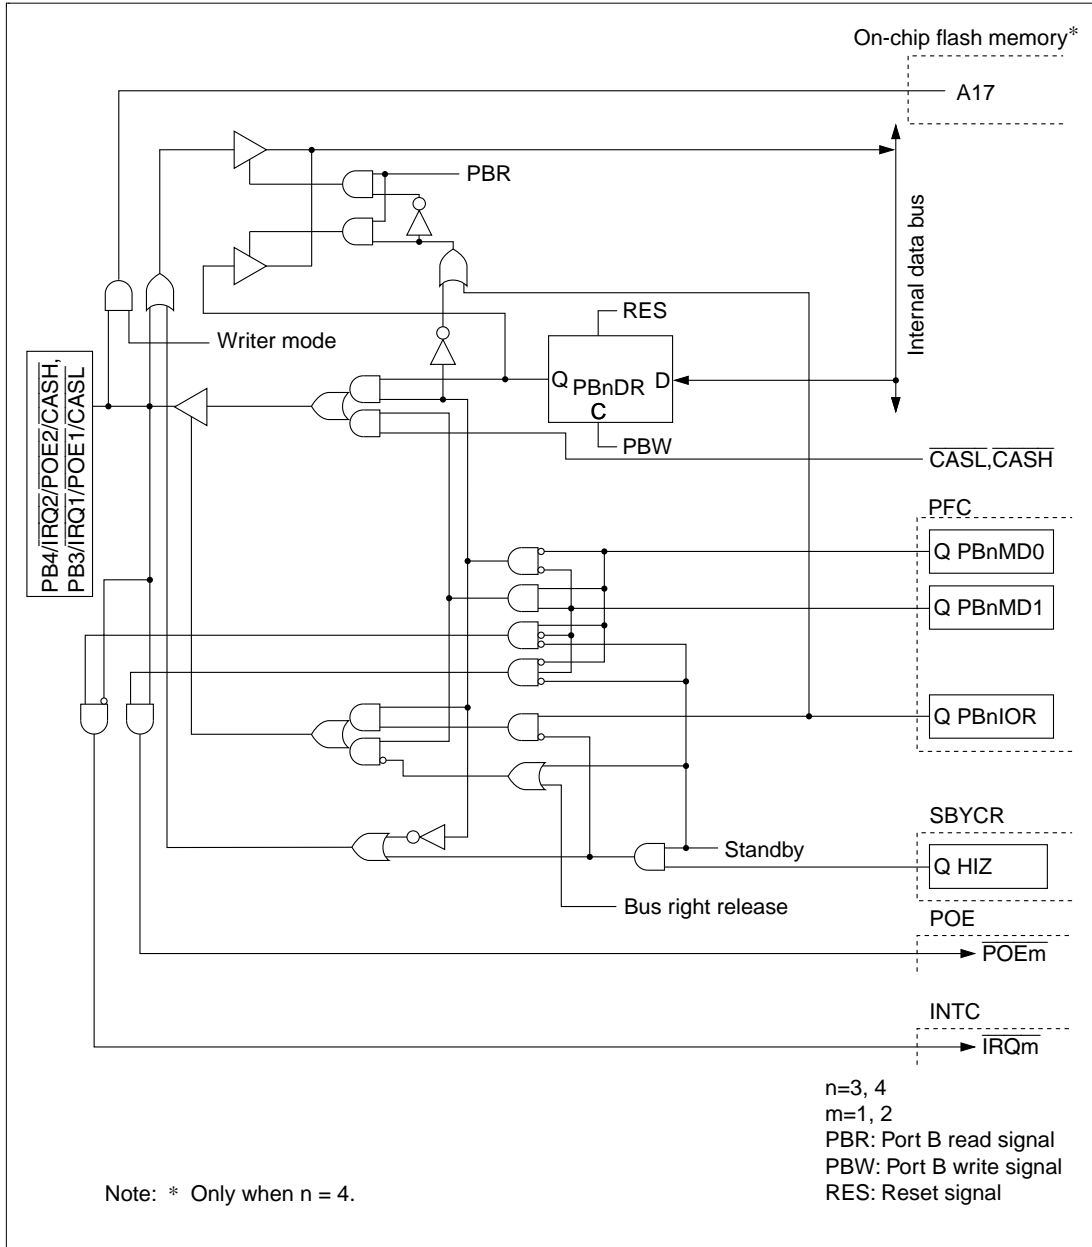 On-chip flash memory*
A17
PBR
Internal data bus
RES
Writer mode
Q PBnDR D
C
PBW
PB4/IRQ2/POE2/CASH,
PB3/IRQ1/POE1/CASL
CASL,CASH
PFC
Q PBnMD0
Q PBnMD1
Q PBnIOR
SBYCR
Standby
Q HIZ
Bus right release
POE
POEm
INTC
IRQm
n=3, 4
m=1, 2
PBR: Port B read signal
PBW: Port B write signal
RES: Reset signal
Note: * Only when n = 4.